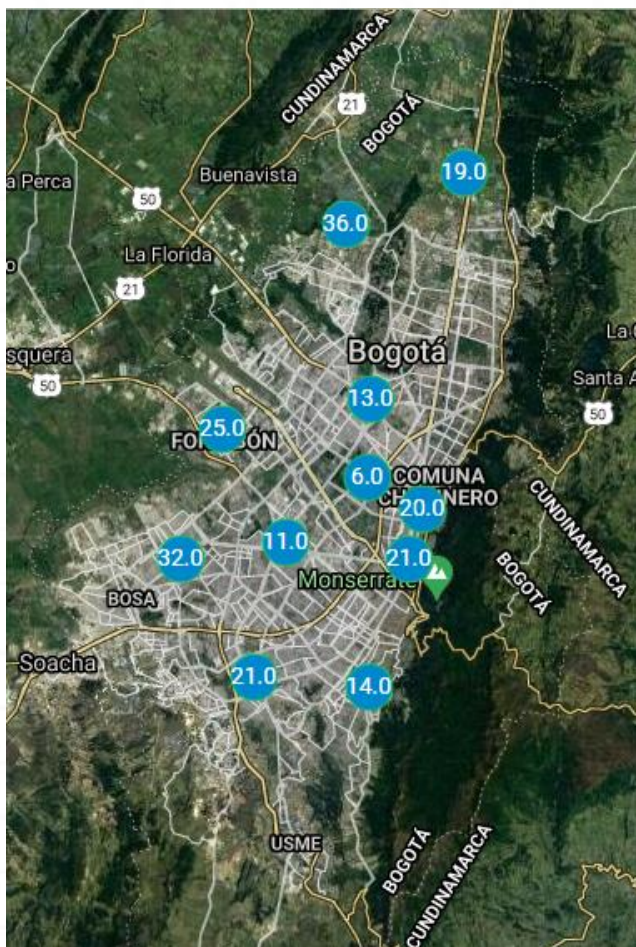 CUNDINAMARCA
21
BOGOTÁ
19.0
a Perca
Buenavista
50
36.0
La Florida
21
o
squera
Bogotá
La
50
Santa A
13.0
50
25.0
6.0
COMUNA
20.0
CUNDINAMARCA
11.0
21.0
32.0
Monserrate
BOGOTÁ
BOSA
Soacha
21.0
14.0
USME
BOGOTÁ
CUNDINAMARCA